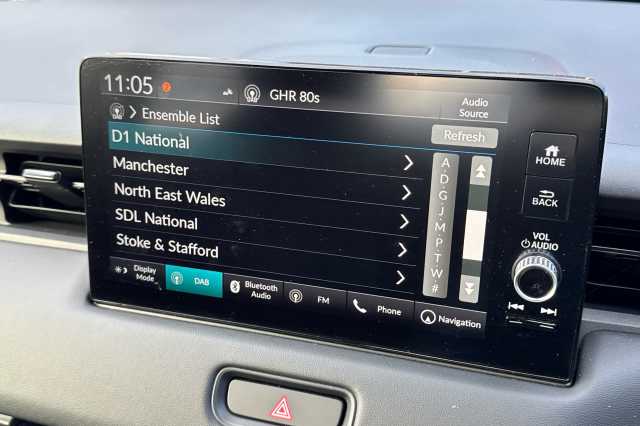 11:05
GHR 80s
Ensemble List
Audio Source
D1 National
Refresh
Manchester
North East Wales
SDL National
Stoke & Stafford
A
D
G
J
M
P
T
W
#
HOME
BACK
VOL
AUDIO
Display Mode
DAB
Bluetooth Audio
FM
Phone
Navigation